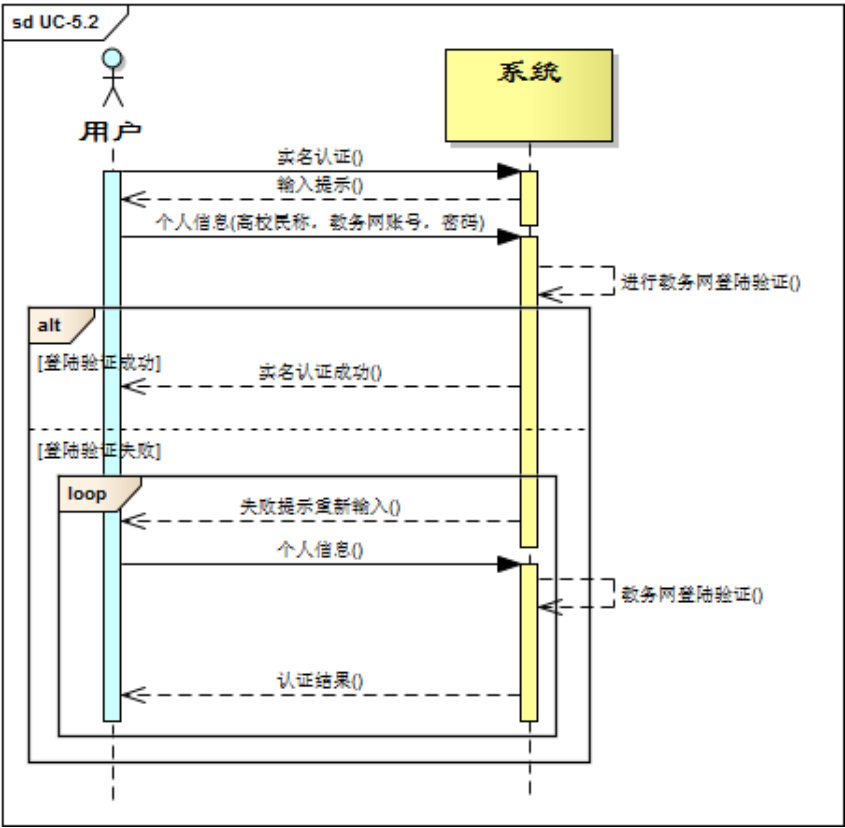 sd UC-5.2
系统
用户
实名认证()
输入提示()
个人信息(高校民称，教务网账号，密码)
进行教务网登陆验证()
alt
[登陆验证成功]
实名认证成功()
[登陆验证失败]
loop
失败提示重新输入()
个人信息()
教务网登陆验证()
认证结果()